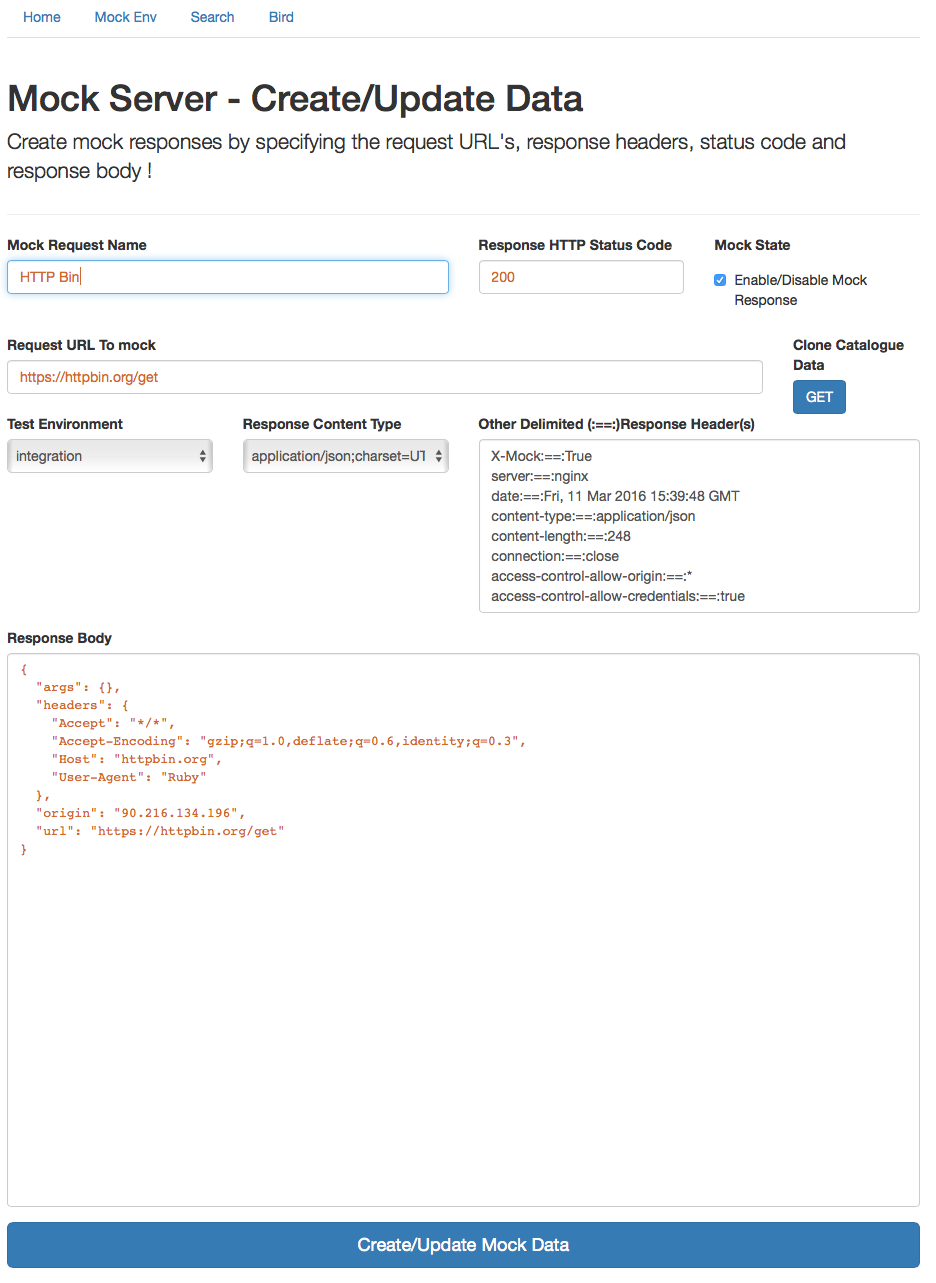 Home Mock Env Search Bird
Mock Server - Create/Update Data
Create mock responses by specifying the request URL's, response headers, status code and
response body !
Mock Request Name
HTTP Bin
Response HTTP Status Code
200
Mock State
Enable/Disable Mock
Response
Request URL To mock
https://httpbin.org/get
Clone Catalogue
Data
GET
Test Environment
integration
Response Content Type
application/json;charset=UT
Other Delimited (:==:)Response Header(s)
X-Mock:==:True
server:==:nginx
date:==:Fri, 11 Mar 2016 15:39:48 GMT
content-type:==:application/json
content-length:==:248
connection:==:close
access-control-allow-origin:==:*
access-control-allow-credentials:==:true
Response Body
{
  "args": {},
  "headers": {
    "Accept": "*/*",
    "Accept-Encoding": "gzip;q=1.0,deflate;q=0.6,identity;q=0.3",
    "Host": "httpbin.org",
    "User-Agent": "Ruby"
  },
  "origin": "90.216.134.196",
  "url": "https://httpbin.org/get"
}
Create/Update Mock Data